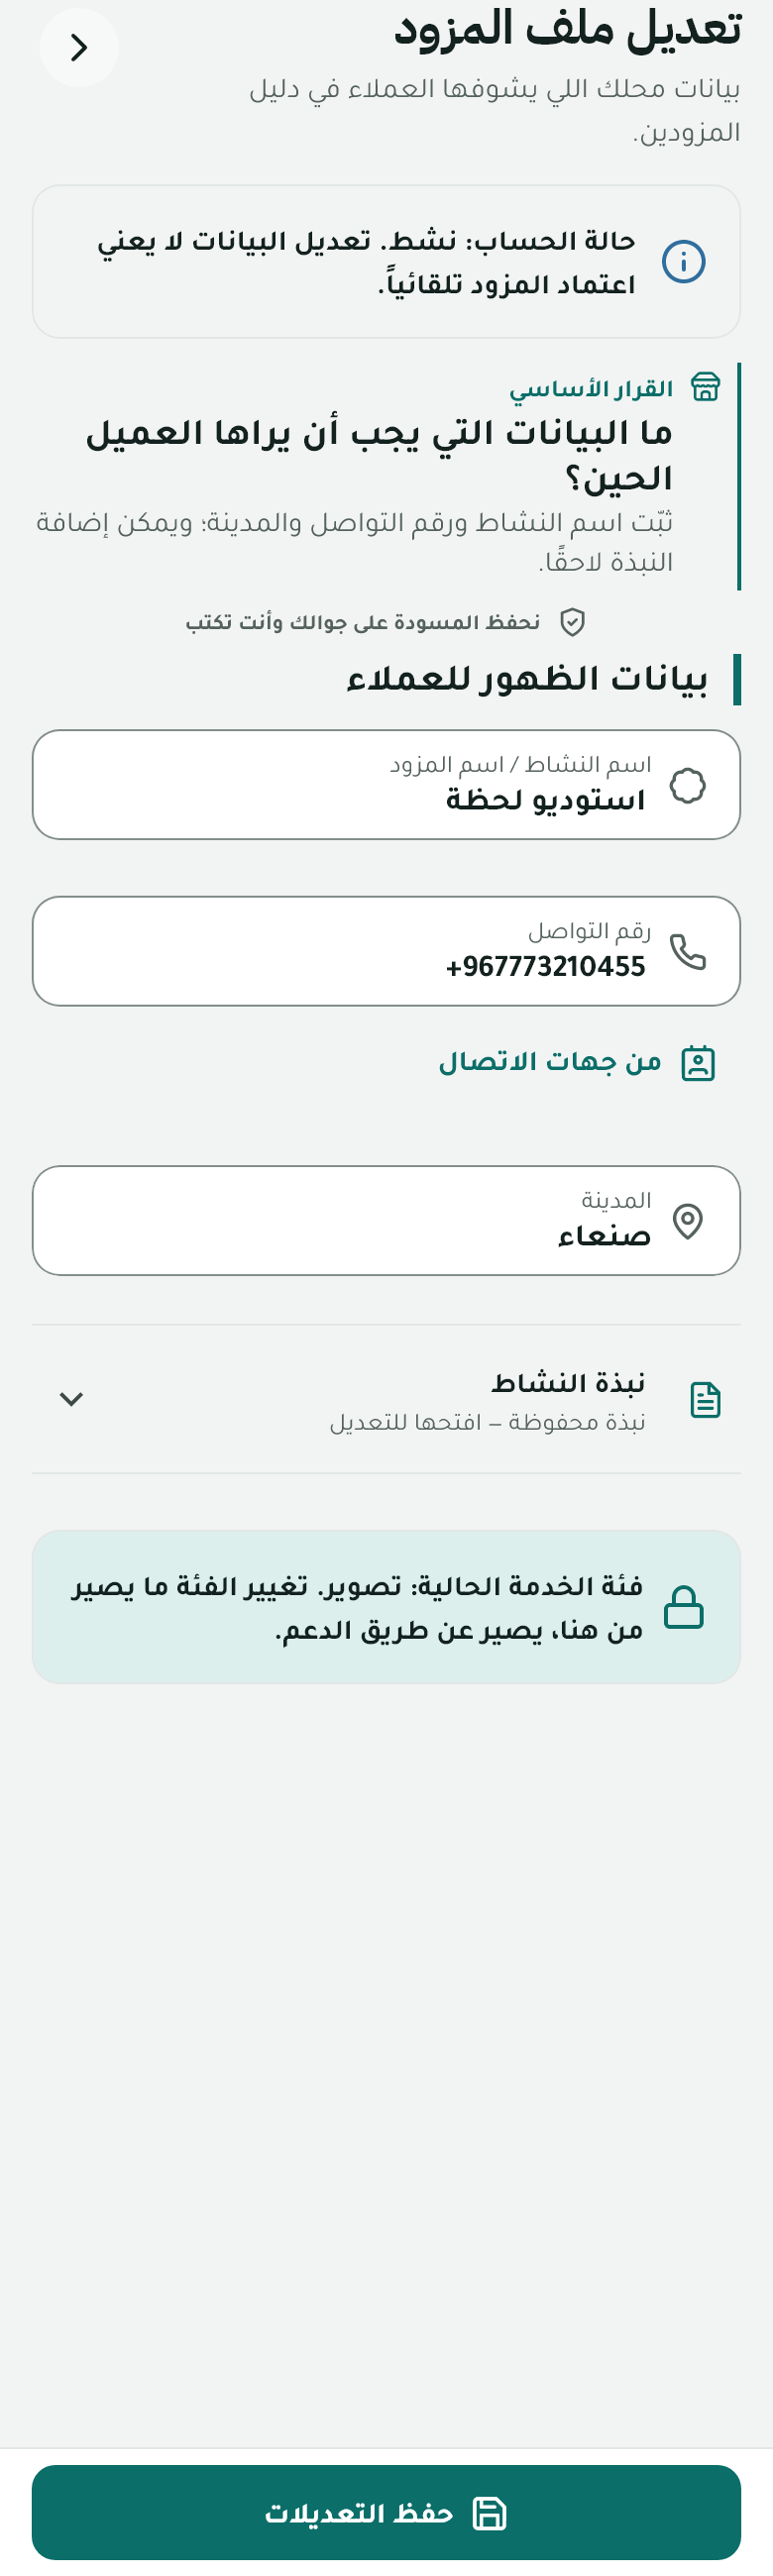 تعديل ملف المزود
بيانات محلك اللي يشوفها العملاء في دليل
المزودين.
حالة الحساب: نشط. تعديل البيانات لا يعني
اعتماد المزود تلقائياً.
القرار الأساسي
ما البيانات التي يجب أن يراها العميل
الحين؟
ثبّت اسم النشاط ورقم التواصل والمدينة؛ ويمكن إضافة
النبذة لاحقًا.
نحفظ المسودة على جوالك وأنت تكتب
بيانات الظهور للعملاء
اسم النشاط / اسم المزود
استوديو لحظة
رقم التواصل
+967773210455
من جهات الاتصال
المدينة
صنعاء
نبذة النشاط
نبذة محفوظة – افتحها للتعديل
فئة الخدمة الحالية: تصوير. تغيير الفئة ما يصير
من هنا، يصير عن طريق الدعم.
حفظ التعديلات